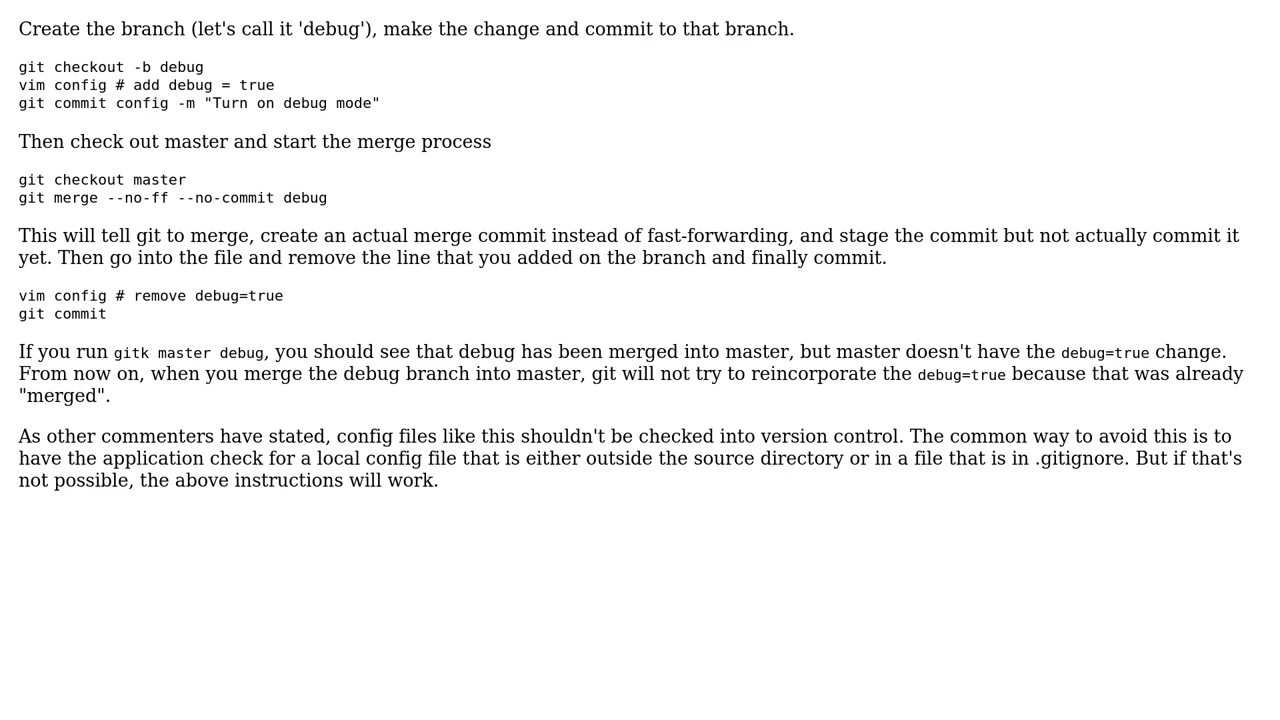 Create the branch (let's call it 'debug'), make the change and commit to that branch.
git checkout -b debug
vim config # add debug = true
git commit config -m "Turn on debug mode"
Then check out master and start the merge process
git checkout master
git merge --no-ff --no-commit debug
This will tell git to merge, create an actual merge commit instead of fast-forwarding, and stage the commit but not actually commit it
yet. Then go into the file and remove the line that you added on the branch and finally commit.
vim config # remove debug=true
git commit
If you run gitk master debug, you should see that debug has been merged into master, but master doesn't have the debug=true change.
From now on, when you merge the debug branch into master, git will not try to reincorporate the debug=true because that was already
"merged".
As other commenters have stated, config files like this shouldn't be checked into version control. The common way to avoid this is to
have the application check for a local config file that is either outside the source directory or in a file that is in .gitignore. But if that's
not possible, the above instructions will work.